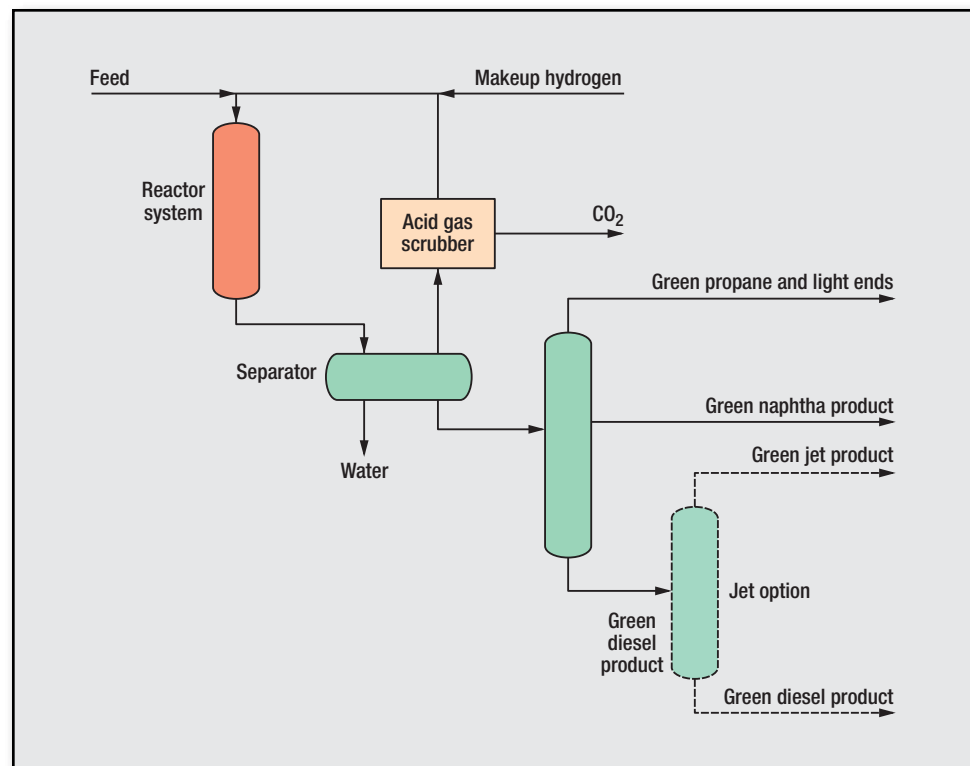 Feed
Makeup hydrogen
Reactor
system
Acid gas
scrubber
CO₂
Green propane and light ends
Separator
Green naphtha product
Water
Green jet product
Jet option
Green
diesel
product
Green diesel product